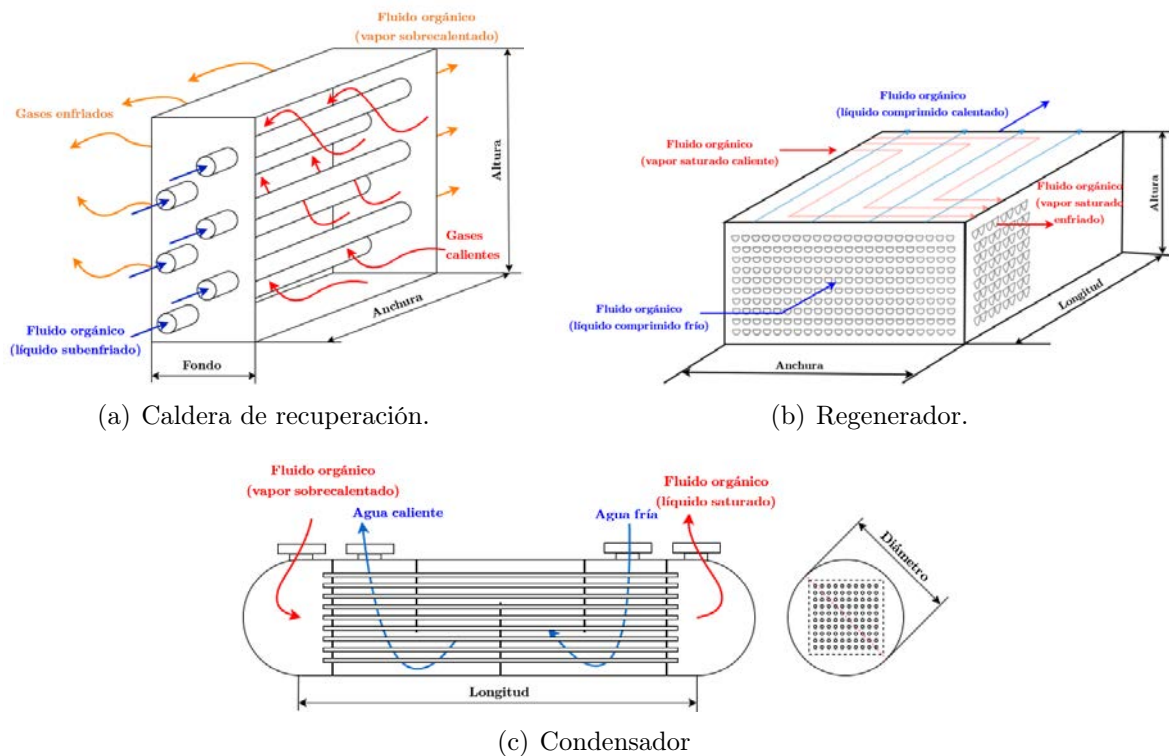 Fluido orgánico
(vapor sobrecalentado)
Gases enfriados
Altura
Gases
calientes
Anchura
Fluido orgánico
(líquido subenfriado)
Fondo
(a) Caldera de recuperación.
Fluido orgánico
(líquido comprimido calentado)
Fluido orgánico
(vapor saturado caliente)
Fluido orgánico
(vapor saturado
enfriado)
Altura
Fluido orgánico
(líquido comprimido frío)
Longitud
Anchura
(b) Regenerador.
Fluido orgánico
(vapor sobrecalentado)
Agua caliente
Agua fría
Fluido orgánico
(líquido saturado)
Diámetro
Longitud
(c) Condensador